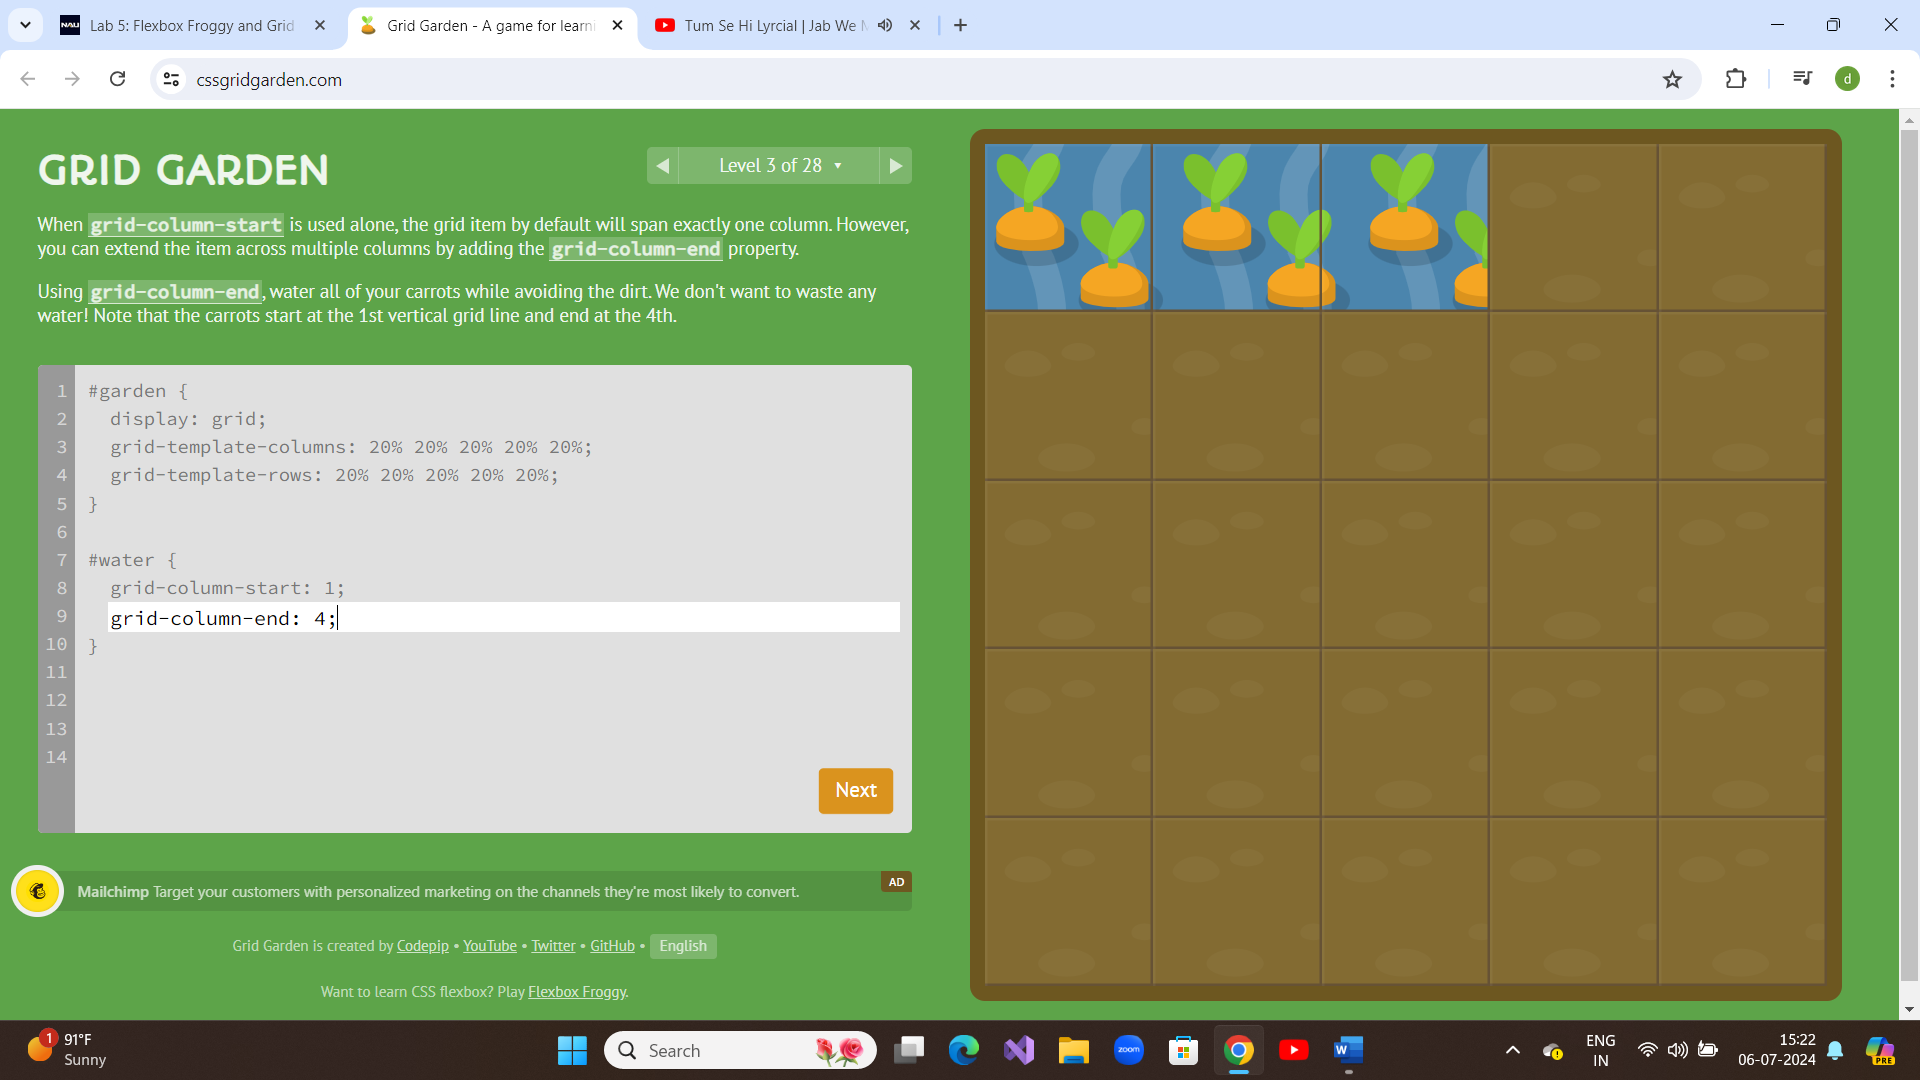 Lab 5: Flexbox Froggy and Grid
Grid Garden - A game for learni
Tum Se Hi Lyrcial | Jab We M
cssgridgarden.com
d
GRID GARDEN
Level 3 of 28
When grid-column-start is used alone, the grid item by default will span exactly one column. However,
you can extend the item across multiple columns by adding the grid-column-end property.
Using grid-column-end, water all of your carrots while avoiding the dirt. We don't want to waste any
water! Note that the carrots start at the 1st vertical grid line and end at the 4th.
1 #garden {
2 display: grid;
3 grid-template-columns: 20% 20% 20% 20% 20%;
4 grid-template-rows: 20% 20% 20% 20% 20%;
5 }
6
7 #water {
8 grid-column-start: 1;
9 grid-column-end: 4;
10 }
11
12
13
14
Next
Mailchimp Target your customers with personalized marketing on the channels they're most likely to convert.
AD
Grid Garden is created by Codepip • YouTube • Twitter • GitHub • English
Want to learn CSS flexbox? Play Flexbox Froggy.
1
91°F
Sunny
Search
zoom
W
ENG
IN
15:22
06-07-2024
PRE